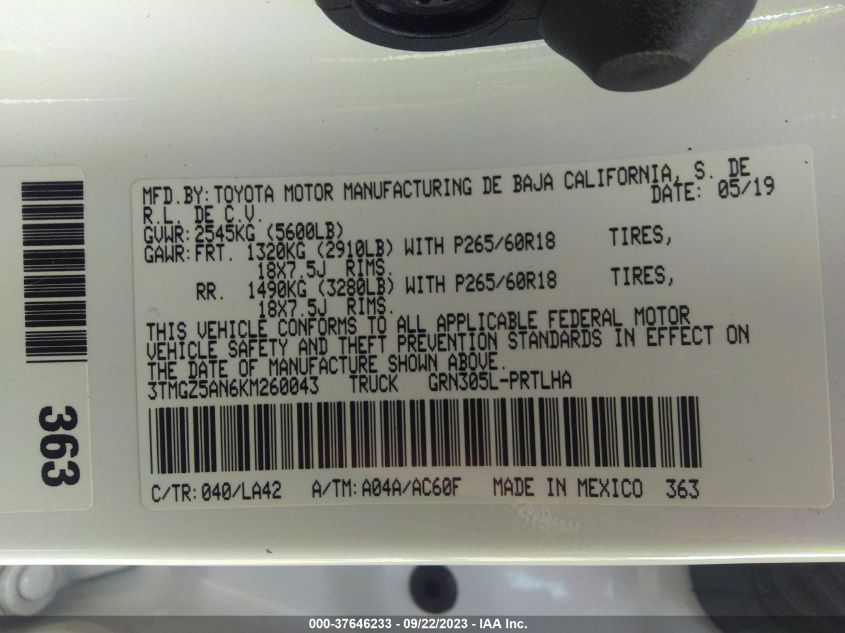 MFD.BY:TOYOTA MOTOR MANUFACTURING DE BAJA CALIFORNIA, S. DE
R.L. DE C.V. DATE: 05/19
GVWR:2545KG (5600LB)
GAWR:FRT. 1320KG (2910LB) WITH P265/60R18 TIRES,
18X7.5J RIMS.
RR. 1490KG (3280LB) WITH P265/60R18 TIRES,
18X7.5J RIMS.
THIS VEHICLE CONFORMS TO ALL APPLICABLE FEDERAL MOTOR
VEHICLE SAFETY AND THEFT PREVENTION STANDARDS IN EFFECT ON
THE DATE OF MANUFACTURE SHOWN ABOVE.
3TMGZ5AN6KM260043 TRUCK GRN305L-PRTLHA
C/TR:040/LA42 A/TM:A04A/AC60F MADE IN MEXICO 363
363
000-37646233 - 09/22/2023 - IAA Inc.